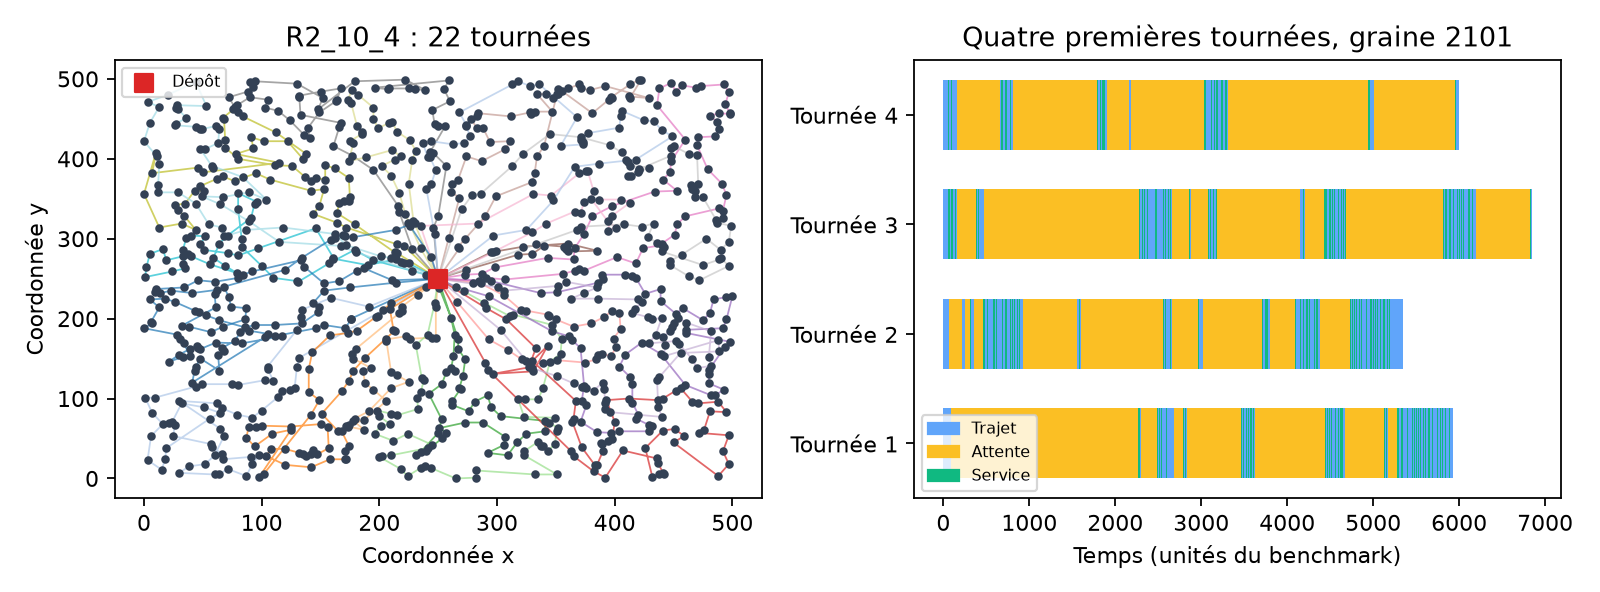 R2_10_4 : 22 tournées
Dépôt
500
400
300
200
100
0
Coordonnée y
0 100 200 300 400 500
Coordonnée x
Quatre premières tournées, graine 2101
Tournée 4
Tournée 3
Tournée 2
Tournée 1
Trajet
Attente
Service
0 1000 2000 3000 4000 5000 6000 7000
Temps (unités du benchmark)